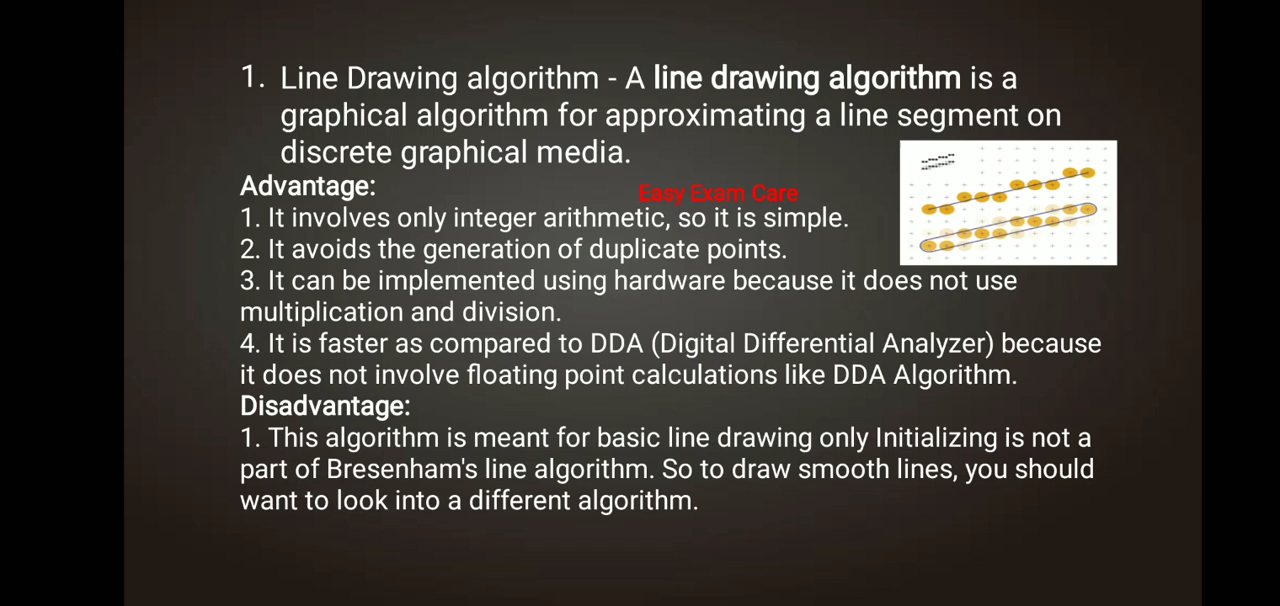 1. Line Drawing algorithm - A line drawing algorithm is a
graphical algorithm for approximating a line segment on
discrete graphical media.
Advantage:
Easy Exam Care
1. It involves only integer arithmetic, so it is simple.
2. It avoids the generation of duplicate points.
3. It can be implemented using hardware because it does not use
multiplication and division.
4. It is faster as compared to DDA (Digital Differential Analyzer) because
it does not involve floating point calculations like DDA Algorithm.
Disadvantage:
1. This algorithm is meant for basic line drawing only Initializing is not a
part of Bresenham's line algorithm. So to draw smooth lines, you should
want to look into a different algorithm.